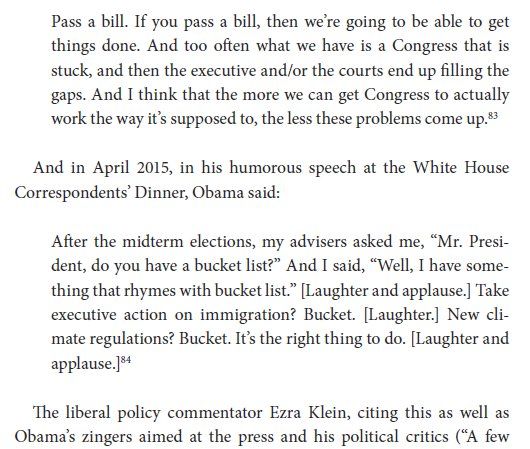 Pass a bill. If you pass a bill, then we’re going to be able to get
things done. And too often what we have is a Congress that is
stuck, and then the executive and/or the courts end up filling the
gaps. And I think that the more we can get Congress to actually
work the way it’s supposed to, the less these problems come up.⁸³
And in April 2015, in his humorous speech at the White House
Correspondents’ Dinner, Obama said:
After the midterm elections, my advisers asked me, “Mr. Presi-
dent, do you have a bucket list?” And I said, “Well, I have some-
thing that rhymes with bucket list.” [Laughter and applause.] Take
executive action on immigration? Bucket. [Laughter.] New cli-
mate regulations? Bucket. It’s the right thing to do. [Laughter and
applause.]⁸⁴
The liberal policy commentator Ezra Klein, citing this as well as
Obama’s zingers aimed at the press and his political critics (“A few